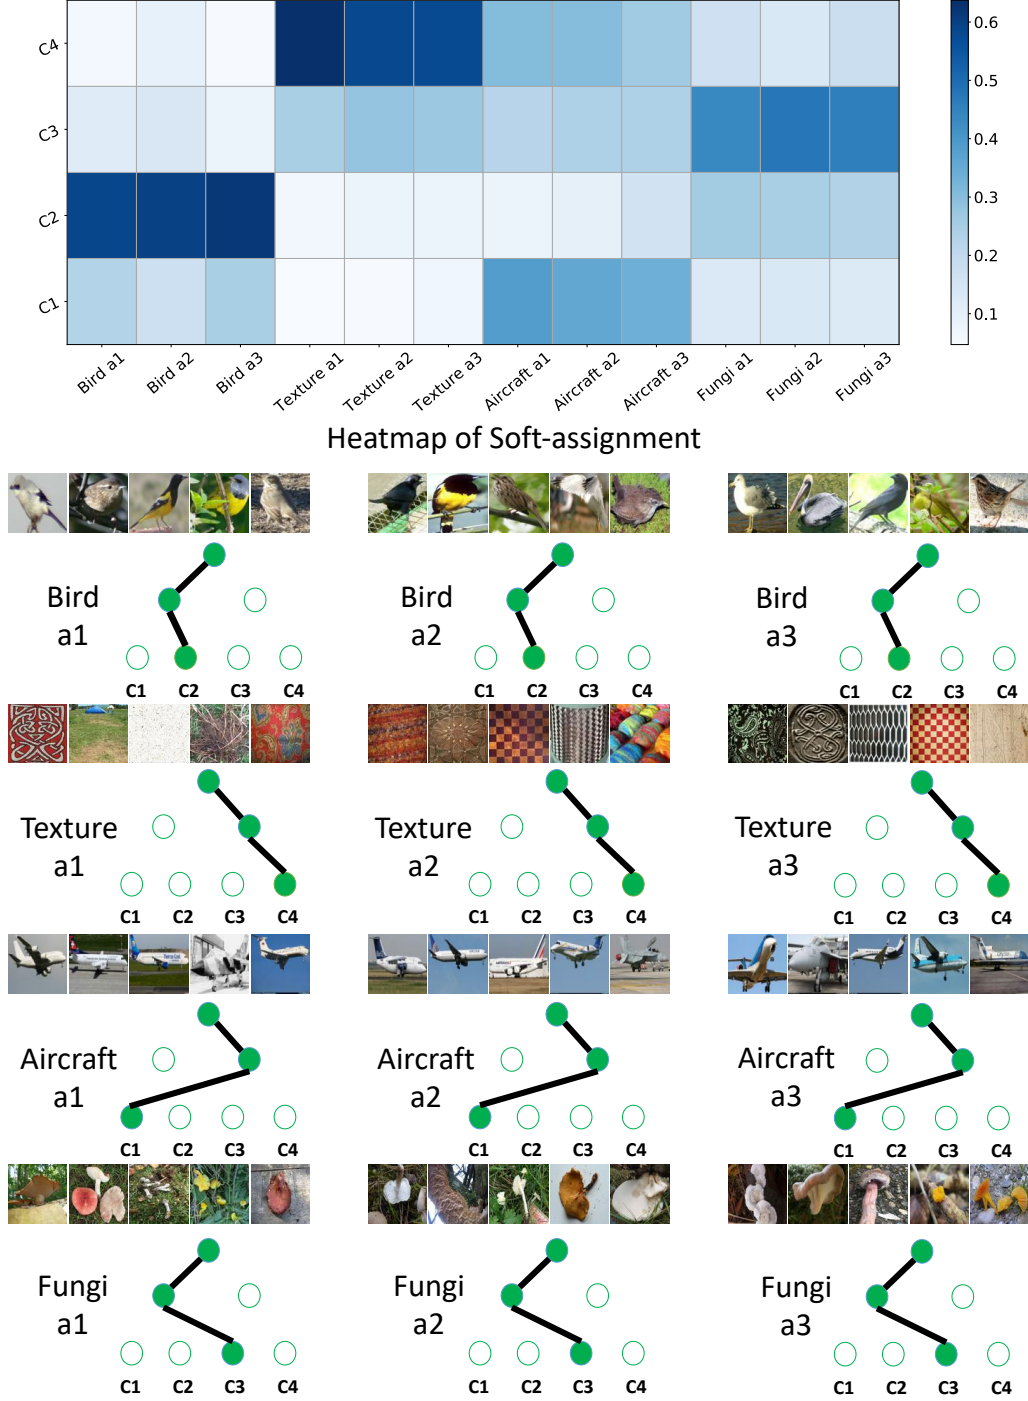 C4
C3
C2
C1
0.6
0.5
0.4
0.3
0.2
0.1
Bird a1
Bird a2
Bird a3
Texture a1
Texture a2
Texture a3
Aircraft a1
Aircraft a2
Aircraft a3
Fungi a1
Fungi a2
Fungi a3
Heatmap of Soft-assignment
Bird
a1
C1 C2 C3 C4
Bird
a2
C1 C2 C3 C4
Bird
a3
C1 C2 C3 C4
Texture
a1
C1 C2 C3 C4
Texture
a2
C1 C2 C3 C4
Texture
a3
C1 C2 C3 C4
Aircraft
a1
C1 C2 C3 C4
Aircraft
a2
C1 C2 C3 C4
Aircraft
a3
C1 C2 C3 C4
Fungi
a1
C1 C2 C3 C4
Fungi
a2
C1 C2 C3 C4
Fungi
a3
C1 C2 C3 C4